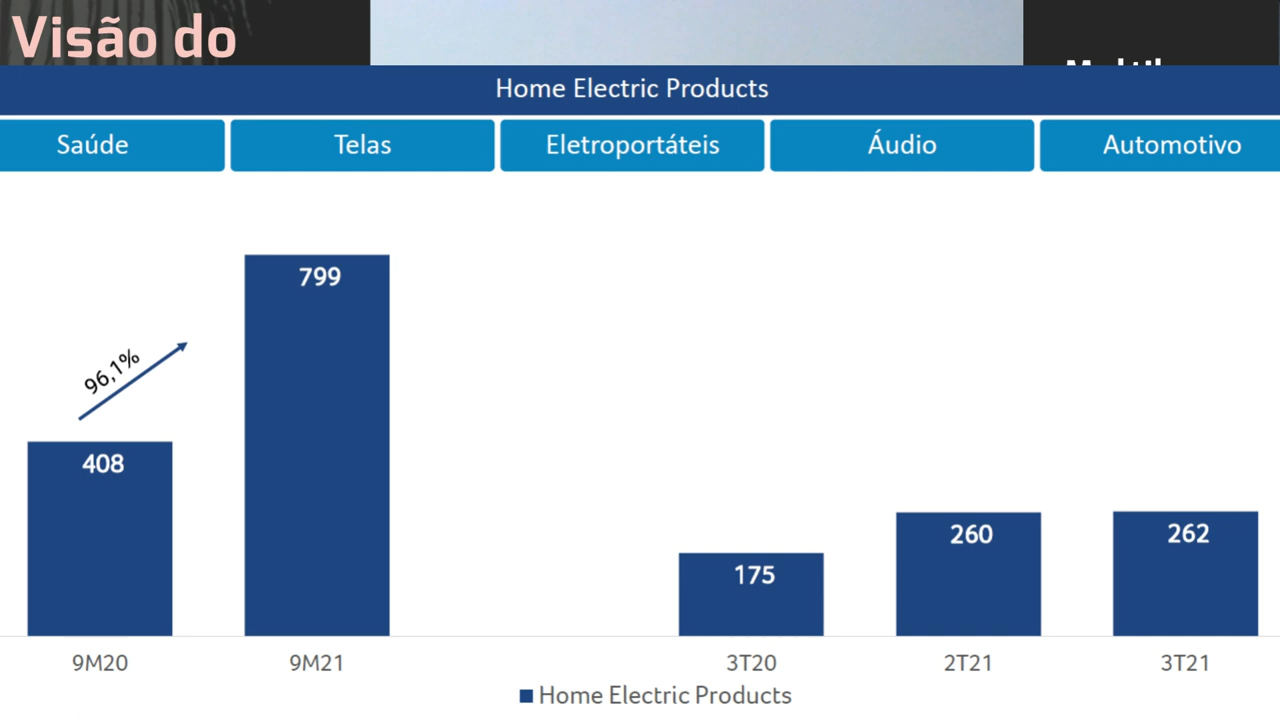 Visão do
Home Electric Products
Saúde
Telas
Eletroportáteis
Áudio
Automotivo
96,1%
408
799
175
260
262
9M20
9M21
3T20
2T21
3T21
Home Electric Products